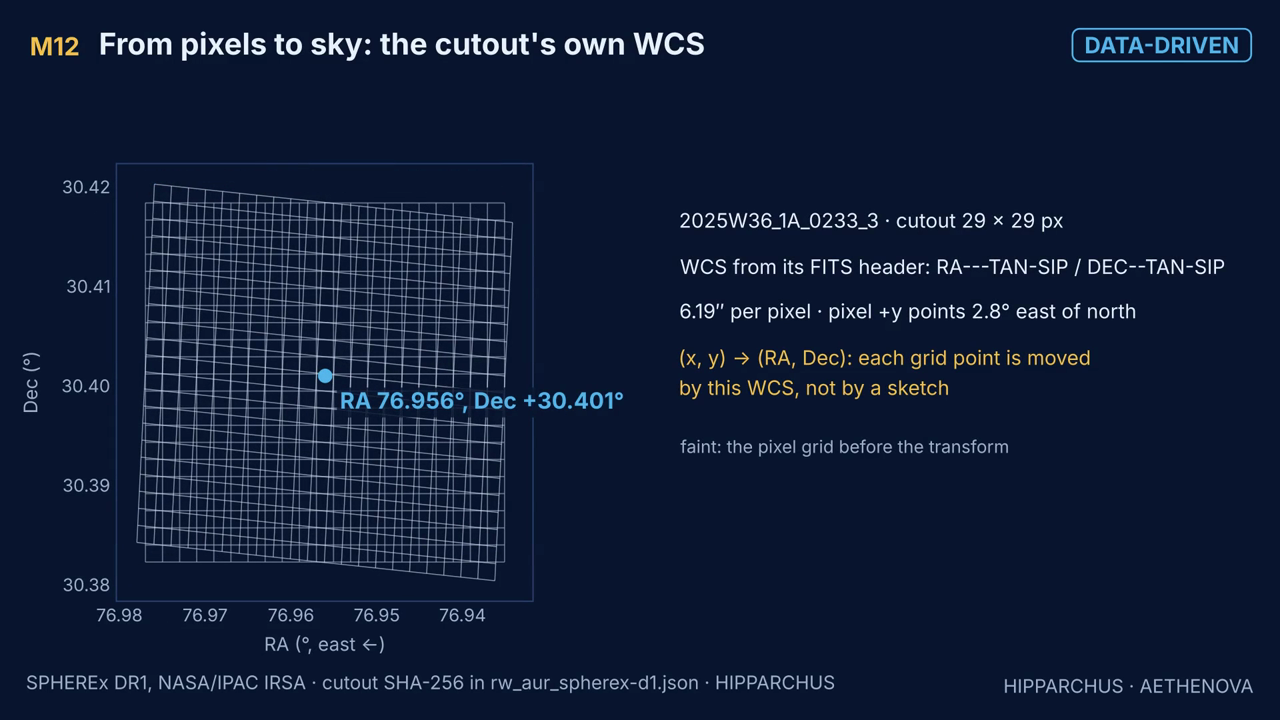 M12 From pixels to sky: the cutout's own WCS
DATA-DRIVEN
30.42
30.41
30.40
30.39
30.38
Dec (°)
76.98 76.97 76.96 76.95 76.94
RA (°, east ←)
RA 76.956°, Dec +30.401°
2025W36_1A_0233_3 · cutout 29 × 29 px
WCS from its FITS header: RA---TAN-SIP / DEC--TAN-SIP
6.19″ per pixel · pixel +y points 2.8° east of north
(x, y) → (RA, Dec): each grid point is moved
by this WCS, not by a sketch
faint: the pixel grid before the transform
SPHEREx DR1, NASA/IPAC IRSA · cutout SHA-256 in rw_aur_spherex-d1.json · HIPPARCHUS
HIPPARCHUS · AETHENOVA